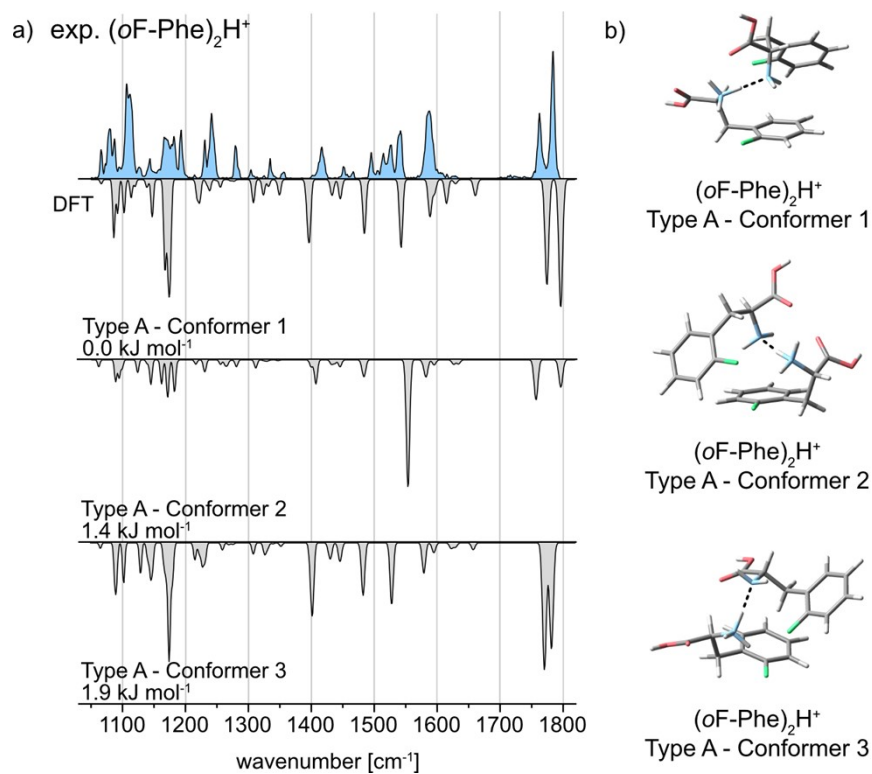 a) exp. (oF-Phe)₂H⁺
b)
DFT
Type A - Conformer 1
0.0 kJ mol⁻¹
Type A - Conformer 2
1.4 kJ mol⁻¹
Type A - Conformer 3
1.9 kJ mol⁻¹
1100 1200 1300 1400 1500 1600 1700 1800
wavenumber [cm⁻¹]
(oF-Phe)₂H⁺
Type A - Conformer 1
(oF-Phe)₂H⁺
Type A - Conformer 2
(oF-Phe)₂H⁺
Type A - Conformer 3